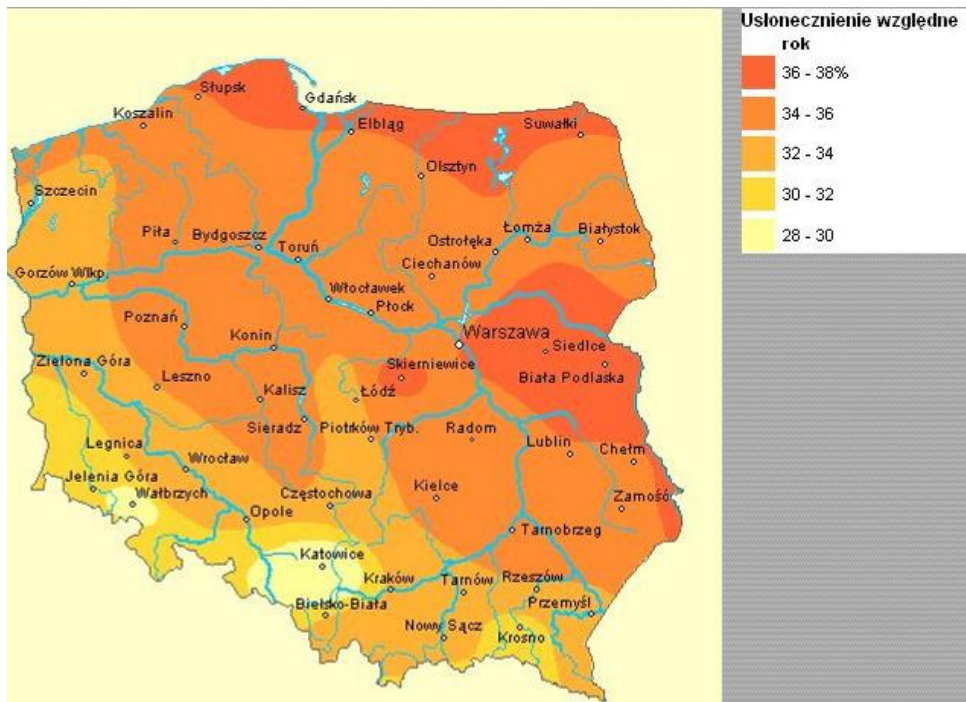 Usłonecznienie względne
rok
36 - 38%
34 - 36
32 - 34
30 - 32
28 - 30
Słupsk
Gdańsk
Koszalin
Elbląg
Suwałki
Olsztyn
Szczecin
Piła
Bydgoszcz
Toruń
Ostrołęka
Łomża
Białystok
Ciechanów
Gorzów Wlkp.
Włocławek
Płock
Poznań
Konin
Warszawa
Siedlce
Zielona Góra
Leszno
Skierniewice
Biała Podlaska
Kalisz
Łódź
Sieradz
Piotrków Tryb.
Radom
Lublin
Chełm
Legnica
Wrocław
Jelenia Góra
Wałbrzych
Częstochowa
Kielce
Zamość
Opole
Tarnobrzeg
Katowice
Kraków
Tarnów
Rzeszów
Przemyśl
Bielsko-Biała
Nowy Sącz
Krosno